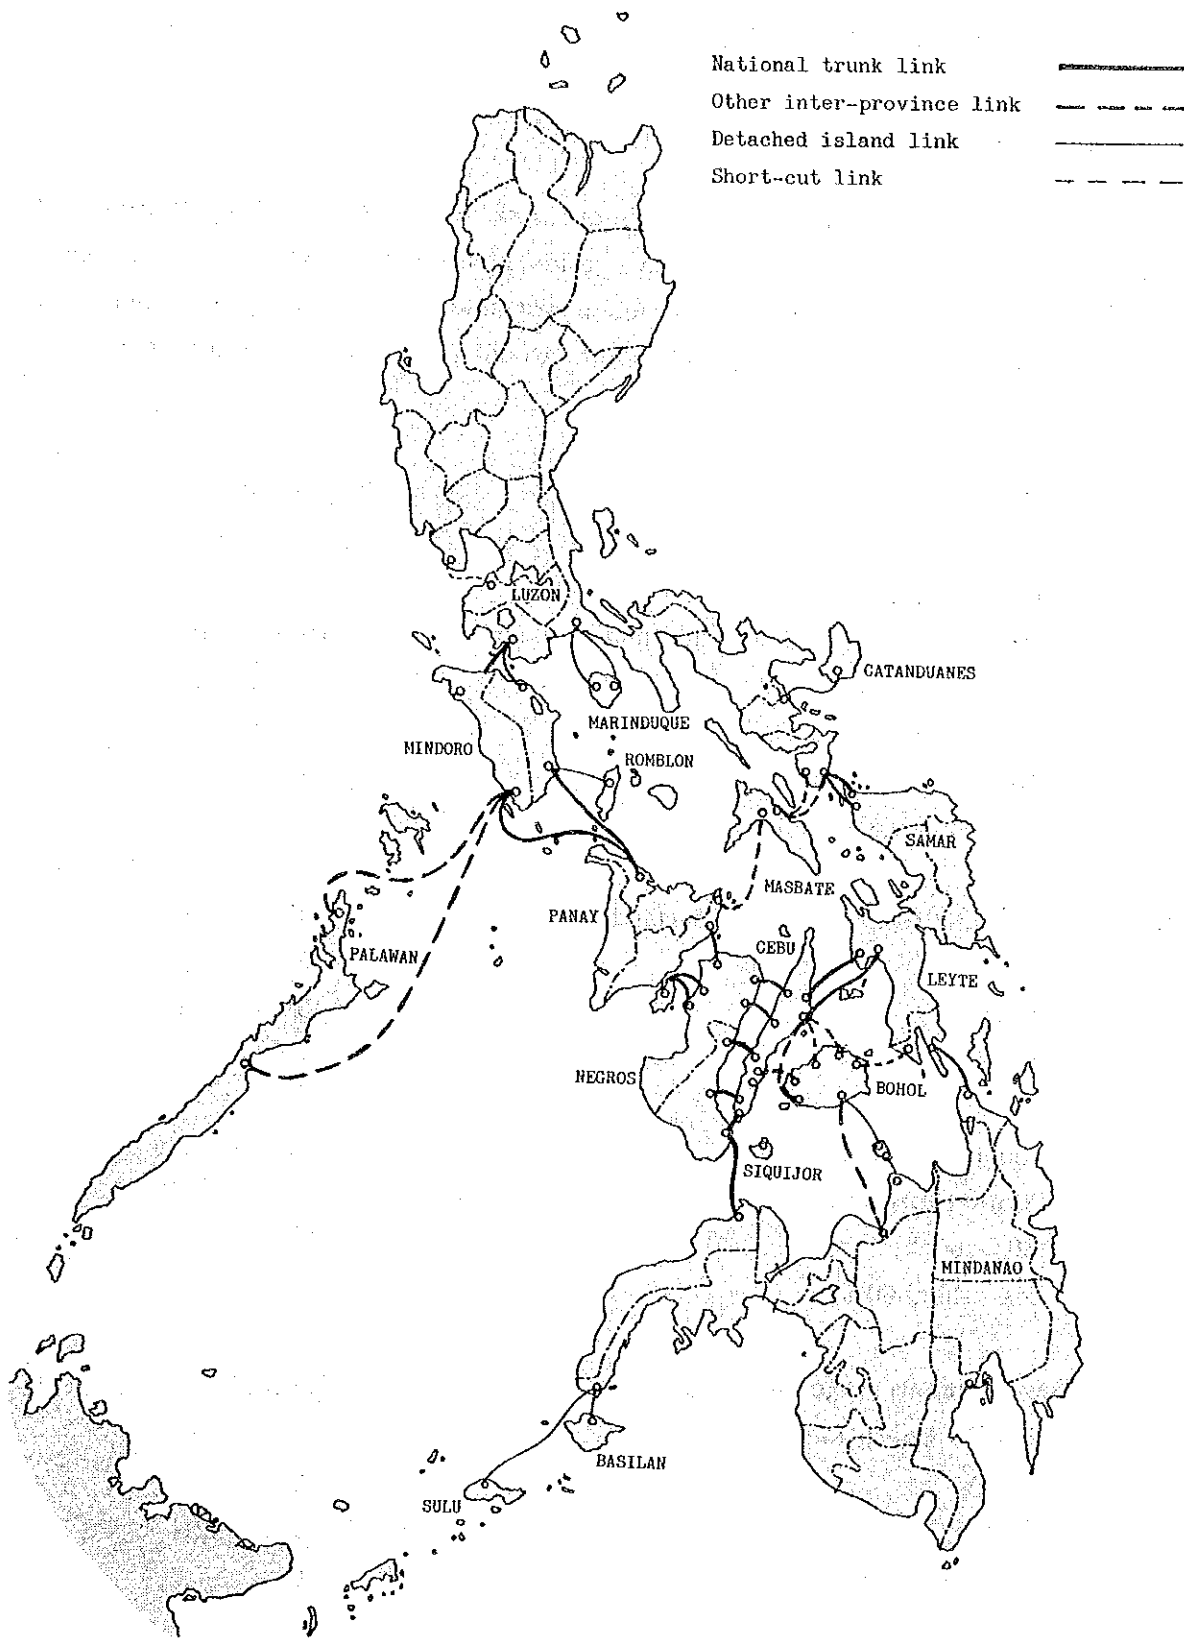 National trunk link
Other inter-province link
Detached island link
Short-cut link
LUZON
CATANDUANES
MARINDUQUE
MINDORO
ROMBLON
SAMAR
MASBATE
PANAY
CEBU
PALAWAN
LEYTE
NEGROS
BOHOL
SIQUIJOR
MINDANAO
BASILAN
SULU